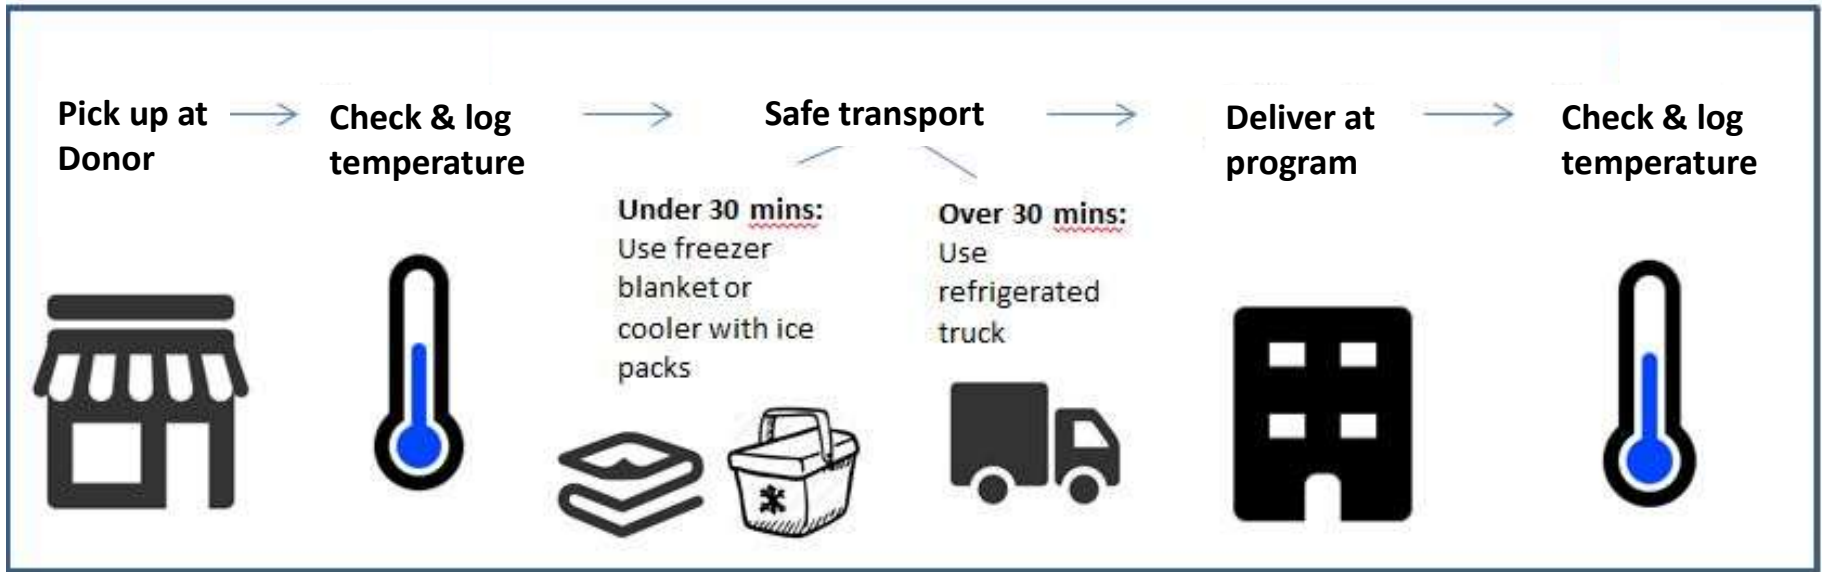 Pick up at
Donor
Check & log
temperature
Safe transport
Deliver at
program
Check & log
temperature
Under 30 mins:
Use freezer
blanket or
cooler with ice
packs
Over 30 mins:
Use
refrigerated
truck